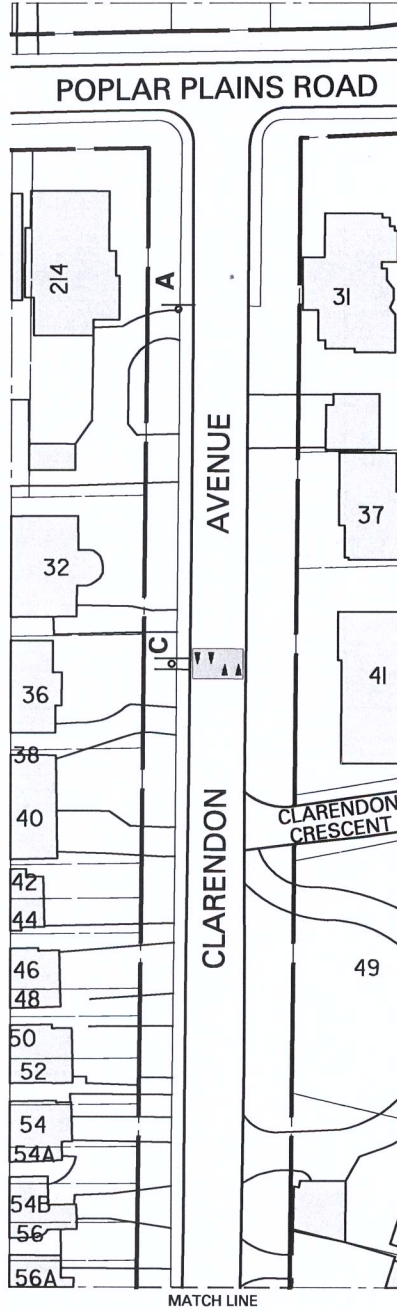 POPLAR PLAINS ROAD
214
A
31
AVENUE
37
32
C
36
41
38
40
CLARENDON
CRESCENT
CLARENDON
42
44
46
49
48
50
52
54
54A
54B
56
56A
MATCH LINE